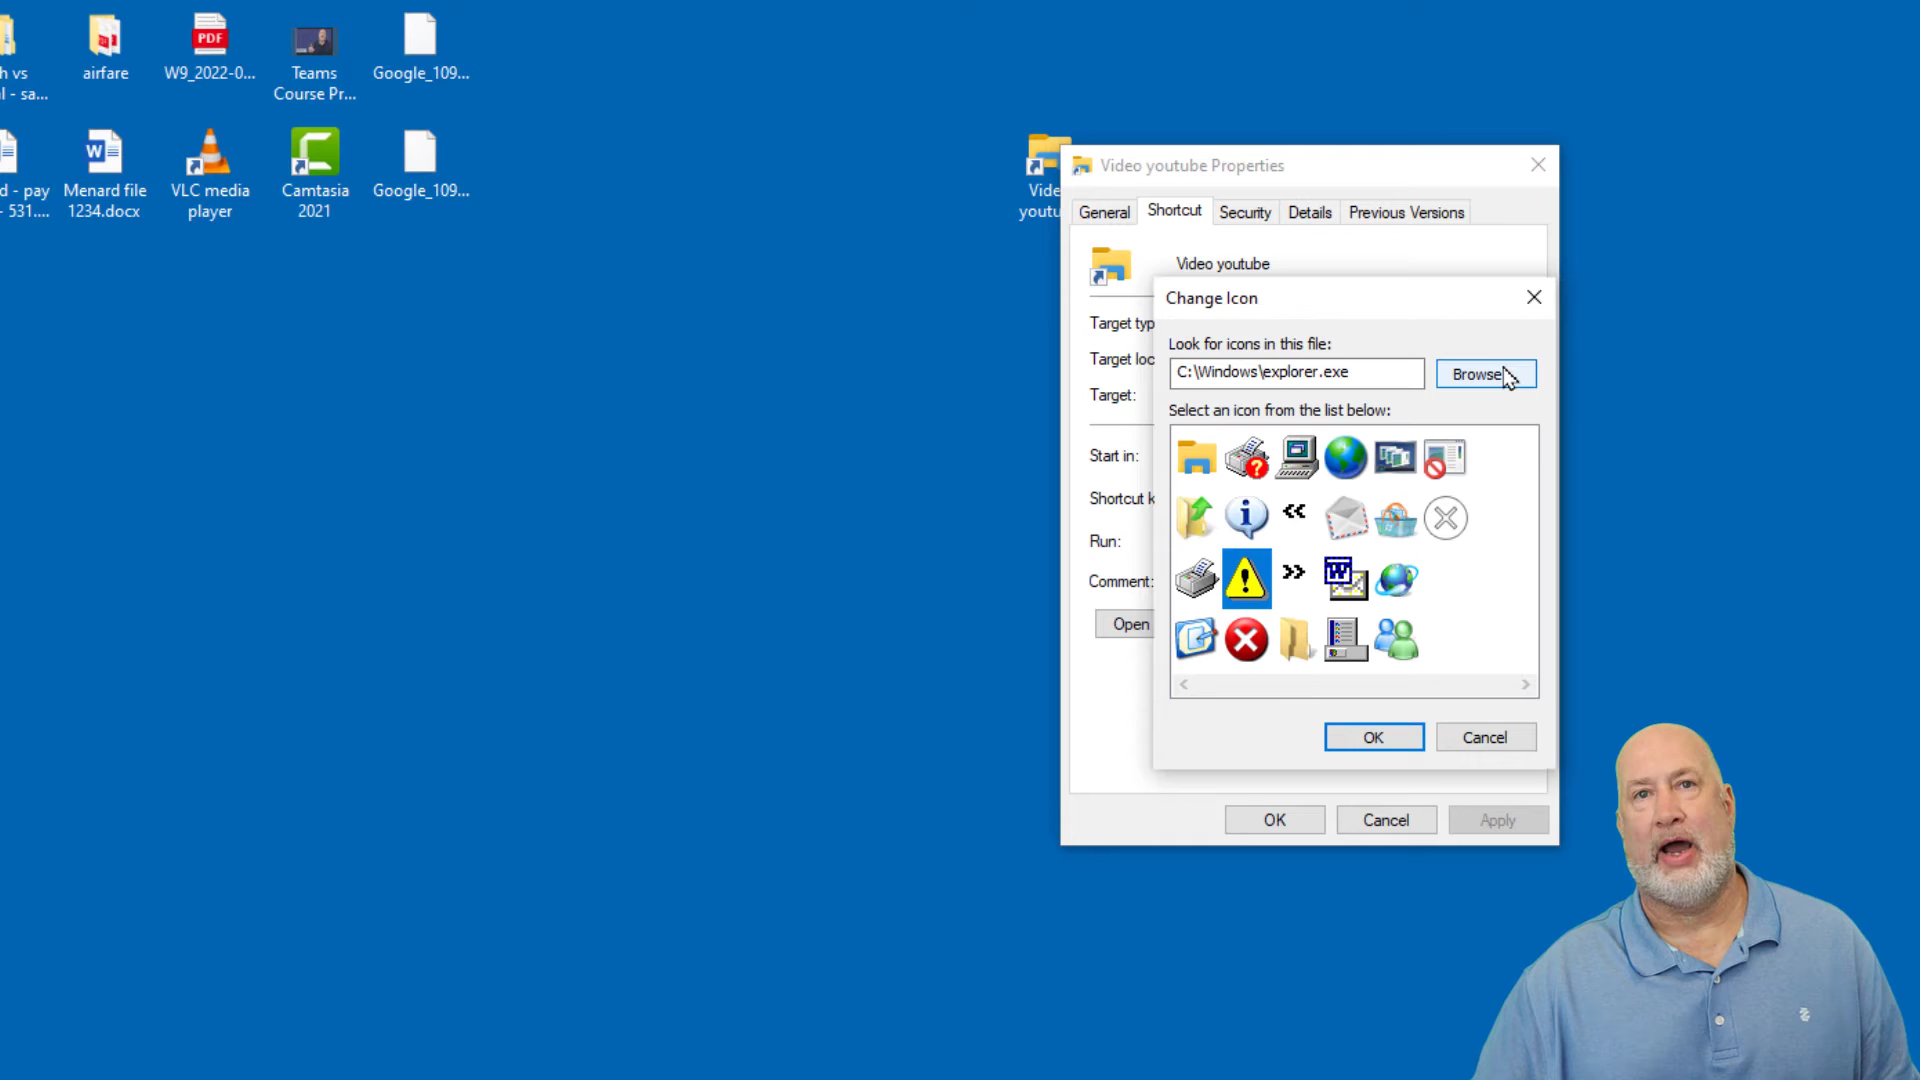 h vs
l - sa...
airfare
PDF
W9_2022-0...
Teams
Course Pr...
Google_109...
d - pay
- 531....
W
Menard file
1234.docx
VLC media
player
Camtasia
2021
Google_109...
Vide
youtu
Video youtube Properties
General
Shortcut
Security
Details
Previous Versions
Video youtube
Target typ
Target loc
Target:
Start in:
Shortcut k
Run:
Comment:
Open
Change Icon
Look for icons in this file:
C:\Windows\explorer.exe
Browse
Select an icon from the list below:
OK
Cancel
OK
Cancel
Apply